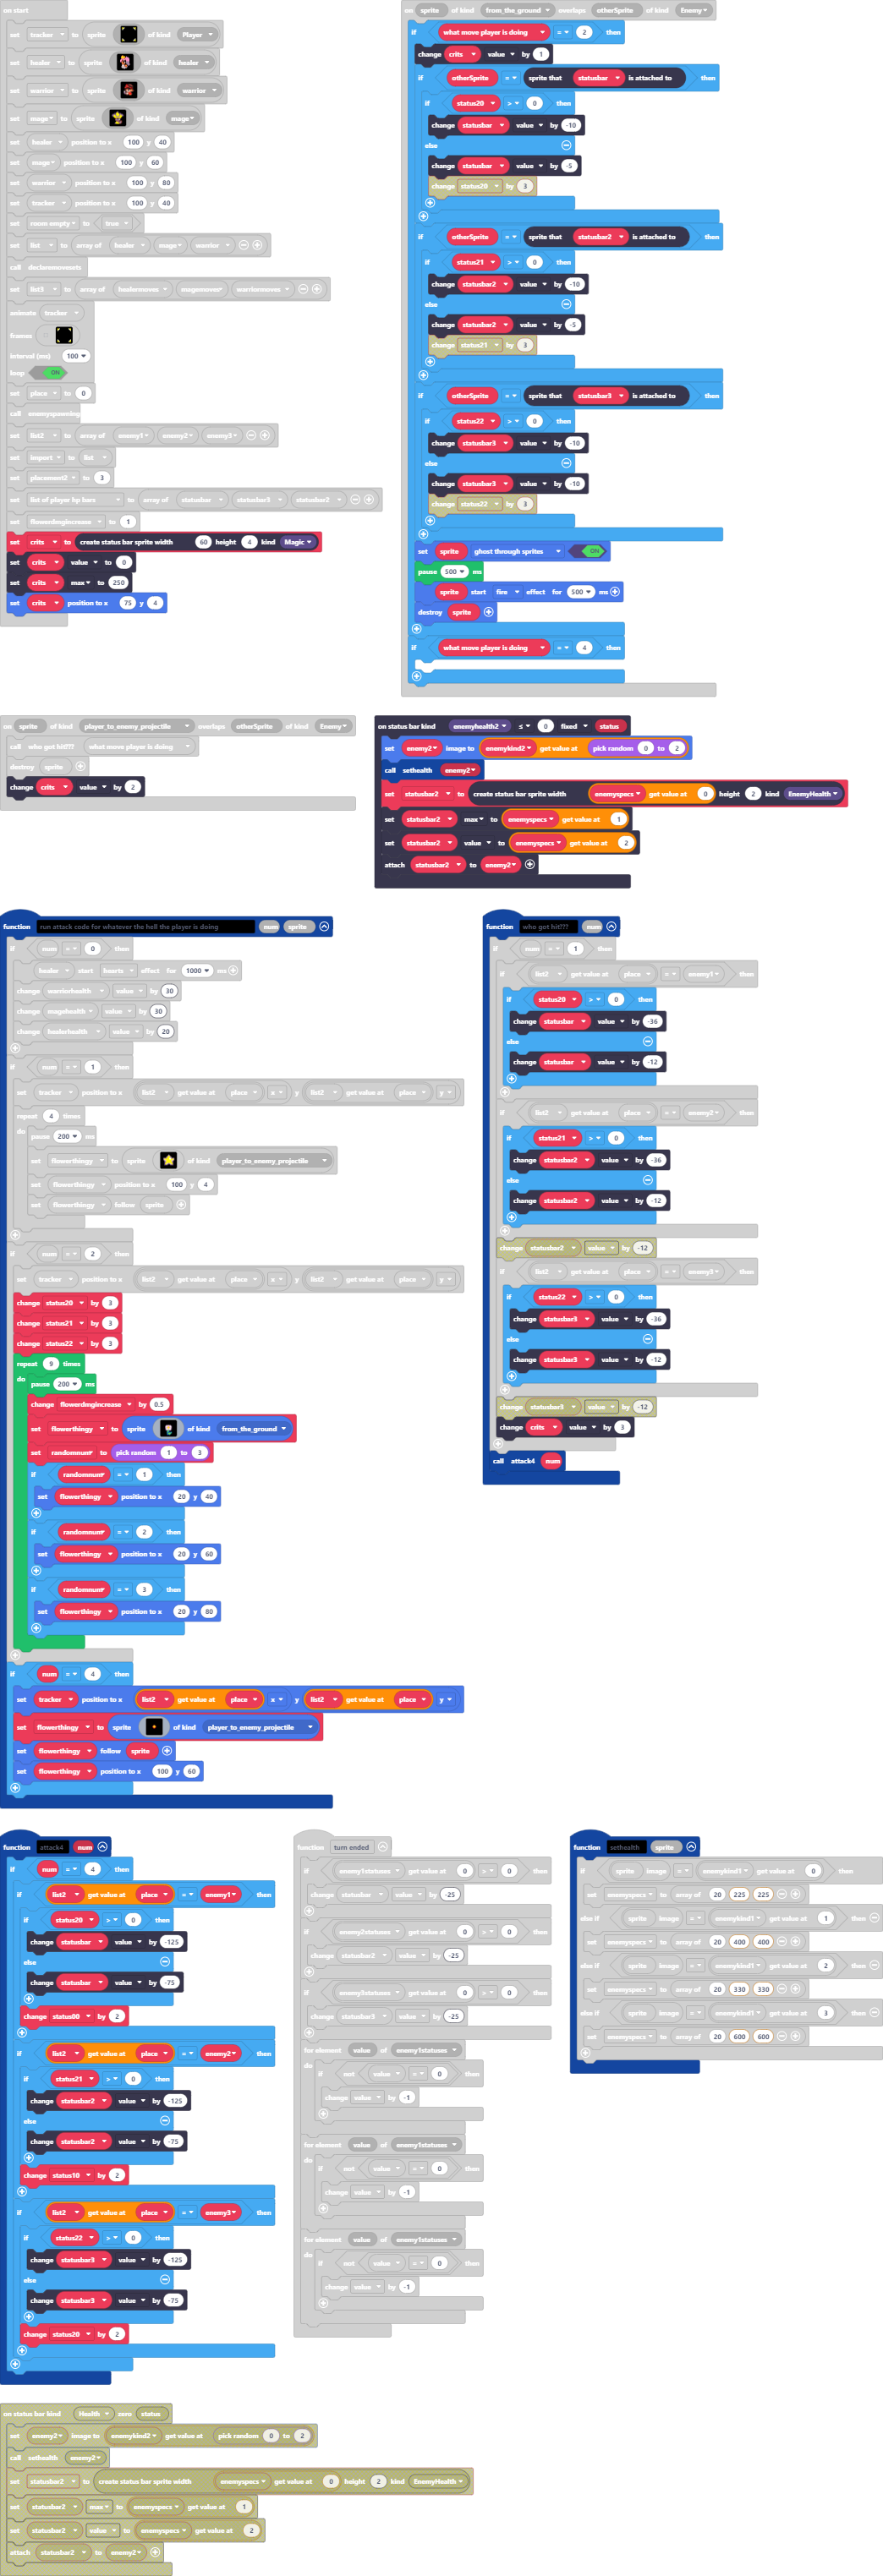 on start
set tracker to sprite of kind Player
set healer to sprite of kind healer
set warrior to sprite of kind warrior
set mage to sprite of kind mage
set healer position to x 100 y 40
set mage position to x 100 y 60
set warrior position to x 100 y 80
set tracker position to x 100 y 40
set room empty to true
set list to array of healer mage warrior
call declaremovesets
set list3 to array of healermoves magemoves warriormoves
animate tracker
frames
interval (ms) 100
loop ON
set place to 0
call enemyspawning
set list2 to array of enemy1 enemy2 enemy3
set import to list
set placement2 to 3
set list of player hp bars to array of statusbar statusbar3 statusbar2
set flowerdmgincrease to 1
set crits to create status bar sprite width 60 height 4 kind Magic
set crits value to 0
set crits max to 250
set crits position to x 75 y 4
on sprite of kind from_the_ground overlaps otherSprite of kind Enemy
if what move player is doing = 2 then
change crits value by 1
if otherSprite = sprite that statusbar is attached to then
if status20 > 0 then
change statusbar value by -10
else
change statusbar value by -5
change status20 by 3
if otherSprite = sprite that statusbar2 is attached to then
if status21 > 0 then
change statusbar2 value by -10
else
change statusbar2 value by -5
change status21 by 3
if otherSprite = sprite that statusbar3 is attached to then
if status22 > 0 then
change statusbar3 value by -10
else
change statusbar3 value by -10
change status22 by 3
set sprite ghost through sprites ON
pause 500 ms
sprite start fire effect for 500 ms
destroy sprite
if what move player is doing = 4 then
on sprite of kind player_to_enemy_projectile overlaps otherSprite of kind Enemy
call who got hit??? what move player is doing
destroy sprite
change crits value by 2
on status bar kind enemyhealth2 ≤ 0 fixed status
set enemy2 image to enemykind2 get value at pick random 0 to 2
call sethealth enemy2
set statusbar2 to create status bar sprite width enemyspecs get value at 0 height 2 kind EnemyHealth
set statusbar2 max to enemyspecs get value at 1
set statusbar2 value to enemyspecs get value at 2
attach statusbar2 to enemy2
function run attack code for whatever the hell the player is doing num sprite
if num = 0 then
healer start hearts effect for 1000 ms
change warriorhealth value by 30
change magehealth value by 30
change healerhealth value by 20
if num = 1 then
set tracker position to x list2 get value at place x y list2 get value at place y
repeat 4 times
do pause 200 ms
set flowerthingy to sprite of kind player_to_enemy_projectile
set flowerthingy position to x 100 y 4
set flowerthingy follow sprite
if num = 2 then
set tracker position to x list2 get value at place x y list2 get value at place y
change status20 by 3
change status21 by 3
change status22 by 3
repeat 9 times
do pause 200 ms
change flowerdmgincrease by 0.5
set flowerthingy to sprite of kind from_the_ground
set randomnum to pick random 1 to 3
if randomnum = 1 then
set flowerthingy position to x 20 y 40
if randomnum = 2 then
set flowerthingy position to x 20 y 60
if randomnum = 3 then
set flowerthingy position to x 20 y 80
if num = 4 then
set tracker position to x list2 get value at place x y list2 get value at place y
set flowerthingy to sprite of kind player_to_enemy_projectile
set flowerthingy follow sprite
set flowerthingy position to x 100 y 60
function who got hit??? num
if num = 1 then
if list2 get value at place = enemy1 then
if status20 > 0 then
change statusbar value by -36
else
change statusbar value by -12
if list2 get value at place = enemy2 then
if status21 > 0 then
change statusbar2 value by -36
else
change statusbar2 value by -12
change statusbar2 value by -12
if list2 get value at place = enemy3 then
if status22 > 0 then
change statusbar3 value by -36
else
change statusbar3 value by -12
change statusbar3 value by -12
change crits value by 3
call attack4 num
function attack4 num
if num = 4 then
if list2 get value at place = enemy1 then
if status20 > 0 then
change statusbar value by -125
else
change statusbar value by -75
change status00 by 2
if list2 get value at place = enemy2 then
if status21 > 0 then
change statusbar2 value by -125
else
change statusbar2 value by -75
change status10 by 2
if list2 get value at place = enemy3 then
if status22 > 0 then
change statusbar3 value by -125
else
change statusbar3 value by -75
change status20 by 2
function turn ended
if enemy1statuses get value at 0 > 0 then
change statusbar value by -25
if enemy2statuses get value at 0 > 0 then
change statusbar2 value by -25
if enemy3statuses get value at 0 > 0 then
change statusbar3 value by -25
for element value of enemy1statuses
do if not value = 0 then
change value by -1
for element value of enemy1statuses
do if not value = 0 then
change value by -1
for element value of enemy1statuses
do if not value = 0 then
change value by -1
function sethealth sprite
if sprite image = enemykind1 get value at 0 then
set enemyspecs to array of 20 225 225
else if sprite image = enemykind1 get value at 1 then
set enemyspecs to array of 20 400 400
else if sprite image = enemykind1 get value at 2 then
set enemyspecs to array of 20 330 330
else if sprite image = enemykind1 get value at 3 then
set enemyspecs to array of 20 600 600
on status bar kind Health zero status
set enemy2 image to enemykind2 get value at pick random 0 to 2
call sethealth enemy2
set statusbar2 to create status bar sprite width enemyspecs get value at 0 height 2 kind EnemyHealth
set statusbar2 max to enemyspecs get value at 1
set statusbar2 value to enemyspecs get value at 2
attach statusbar2 to enemy2